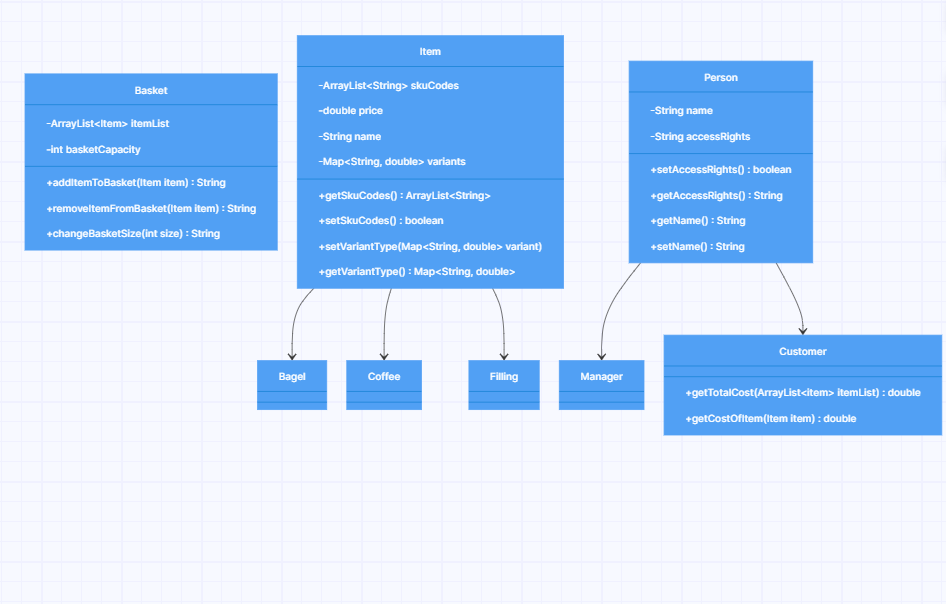 Basket
-ArrayList<Item> itemList
-int basketCapacity
+addItemToBasket(Item item) : String
+removeItemFromBasket(Item item) : String
+changeBasketSize(int size) : String
Item
-ArrayList<String> skuCodes
-double price
-String name
-Map<String, double> variants
+getSkuCodes() : ArrayList<String>
+setSkuCodes() : boolean
+setVariantType(Map<String, double> variant)
+getVariantType() : Map<String, double>
Person
-String name
-String accessRights
+setAccessRights() : boolean
+getAccessRights() : String
+getName() : String
+setName() : String
Bagel
Coffee
Filling
Manager
Customer
+getTotalCost(ArrayList<item> itemList) : double
+getCostOfItem(Item item) : double